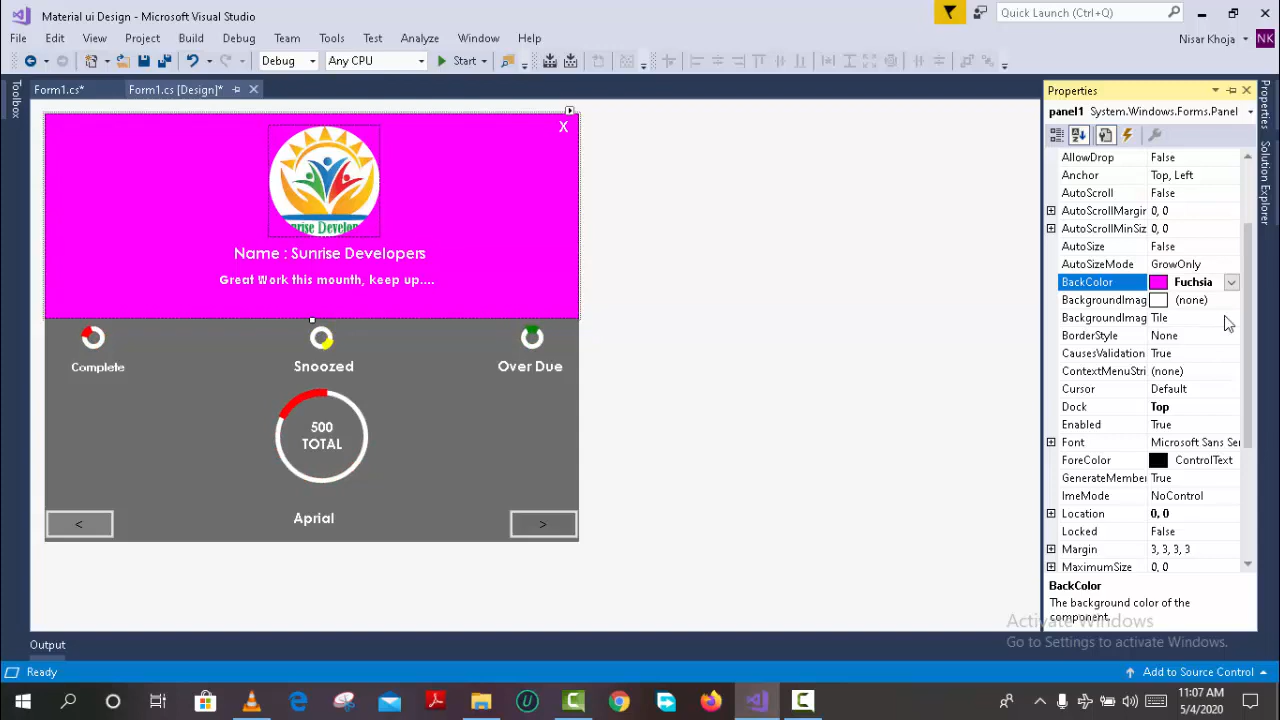 Material ui Design - Microsoft Visual Studio
Quick Launch (Ctrl+Q)
File Edit View Project Build Debug Team Tools Test Analyze Window Help
Nisar Khoja NK
Debug Any CPU Start
Toolbox
Form1.cs* Form1.cs [Design]*
X
Name : Sunrise Developers
Great Work this mounth, keep up....
Complete
Snoozed
Over Due
500
TOTAL
<
Aprial
>
Properties
panel1 System.Windows.Forms.Panel
AllowDrop False
Anchor Top, Left
AutoScroll False
AutoScrollMargin 0, 0
AutoScrollMinSiz 0, 0
AutoSize False
AutoSizeMode GrowOnly
BackColor Fuchsia
BackgroundImag (none)
BackgroundImag Tile
BorderStyle None
CausesValidation True
ContextMenuStri (none)
Cursor Default
Dock Top
Enabled True
Font Microsoft Sans Ser
ForeColor ControlText
GenerateMember True
ImeMode NoControl
Location 0, 0
Locked False
Margin 3, 3, 3, 3
MaximumSize 0, 0
BackColor
The background color of the
component.
Properties
Solution Explorer
Activate Windows
Go to Settings to activate Windows.
Output
Ready
Add to Source Control
11:07 AM
5/4/2020